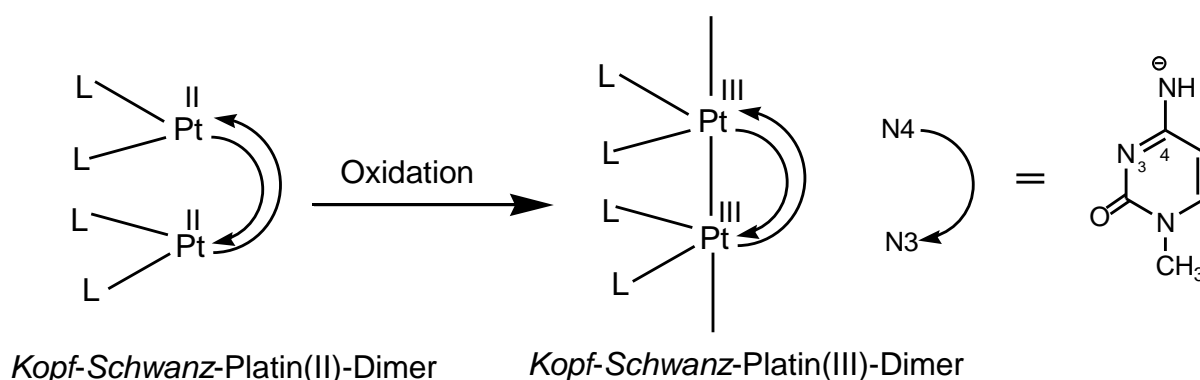 L
II
Pt
L
L
II
Pt
L
Oxidation
L
III
Pt
L
L
III
Pt
L
N4
N3
=
⊖
NH
N
3
4
O
N
CH3
Kopf-Schwanz-Platin(II)-Dimer
Kopf-Schwanz-Platin(III)-Dimer